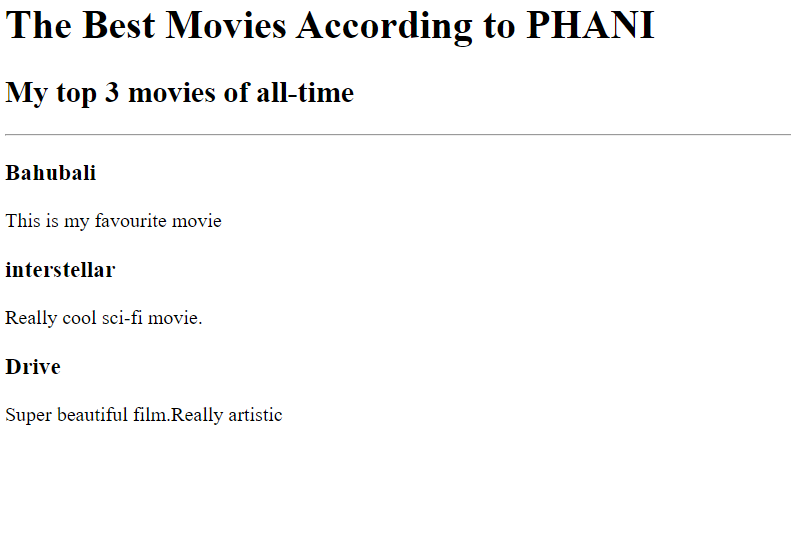 The Best Movies According to PHANI
My top 3 movies of all-time
Bahubali
This is my favourite movie
interstellar
Really cool sci-fi movie.
Drive
Super beautiful film.Really artistic